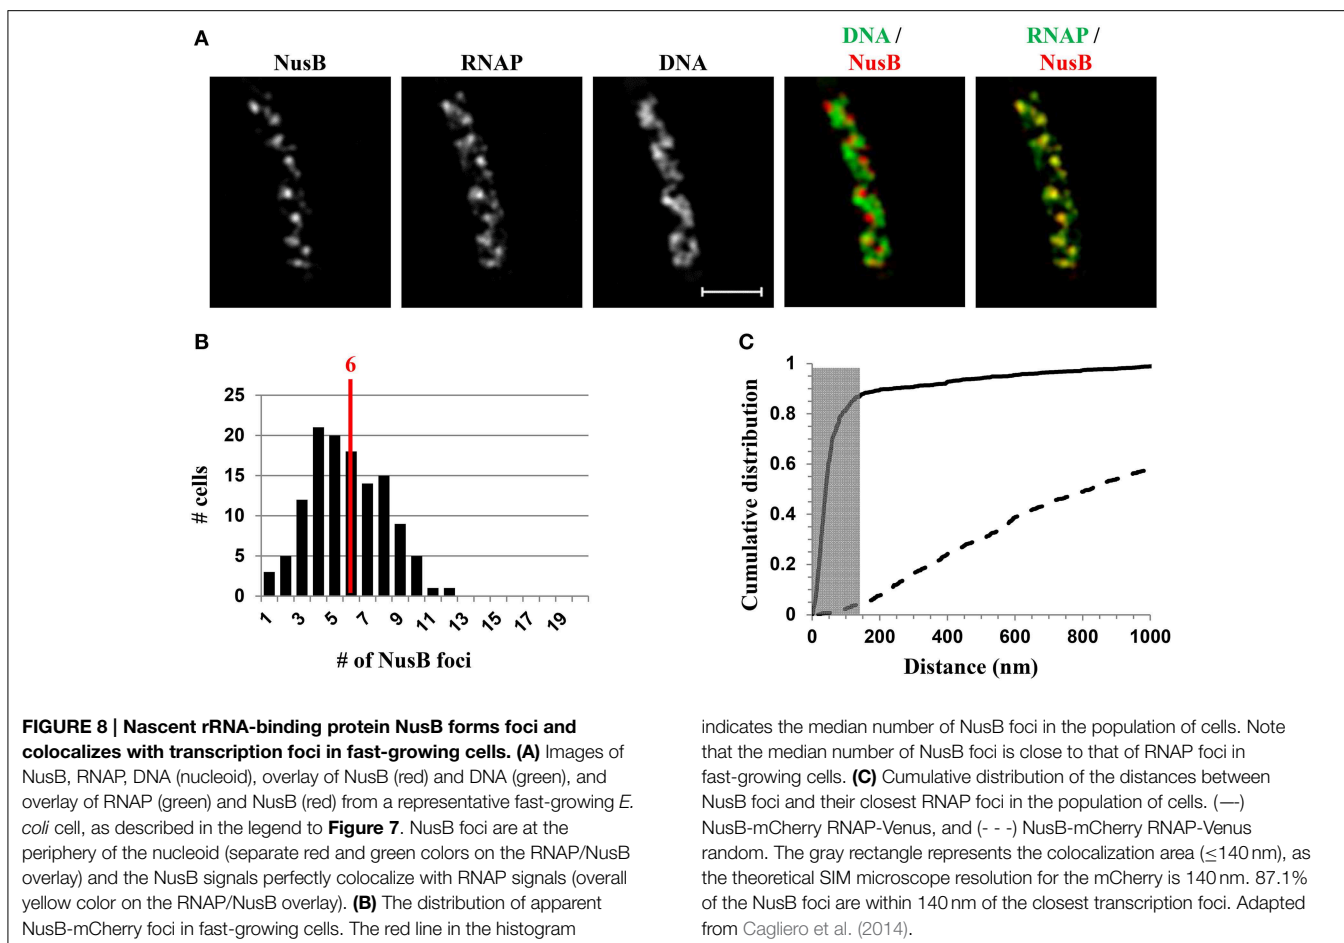 A
NusB
RNAP
DNA
DNA /
NusB
RNAP /
NusB
B
6
25
20
15
10
5
0
# cells
1
3
5
7
9
11
13
15
17
19
# of NusB foci
C
1
0.8
0.6
0.4
0.2
0
Cumulative distribution
0
200
400
600
800
1000
Distance (nm)
FIGURE 8 | Nascent rRNA-binding protein NusB forms foci and
colocalizes with transcription foci in fast-growing cells. (A) Images of
NusB, RNAP, DNA (nucleoid), overlay of NusB (red) and DNA (green), and
overlay of RNAP (green) and NusB (red) from a representative fast-growing E.
coli cell, as described in the legend to Figure 7. NusB foci are at the
periphery of the nucleoid (separate red and green colors on the RNAP/NusB
overlay) and the NusB signals perfectly colocalize with RNAP signals (overall
yellow color on the RNAP/NusB overlay). (B) The distribution of apparent
NusB-mCherry foci in fast-growing cells. The red line in the histogram
indicates the median number of NusB foci in the population of cells. Note
that the median number of NusB foci is close to that of RNAP foci in
fast-growing cells. (C) Cumulative distribution of the distances between
NusB foci and their closest RNAP foci in the population of cells. (—-)
NusB-mCherry RNAP-Venus, and (- - -) NusB-mCherry RNAP-Venus
random. The gray rectangle represents the colocalization area (≤140 nm), as
the theoretical SIM microscope resolution for the mCherry is 140 nm. 87.1%
of the NusB foci are within 140 nm of the closest transcription foci. Adapted
from Cagliero et al. (2014).